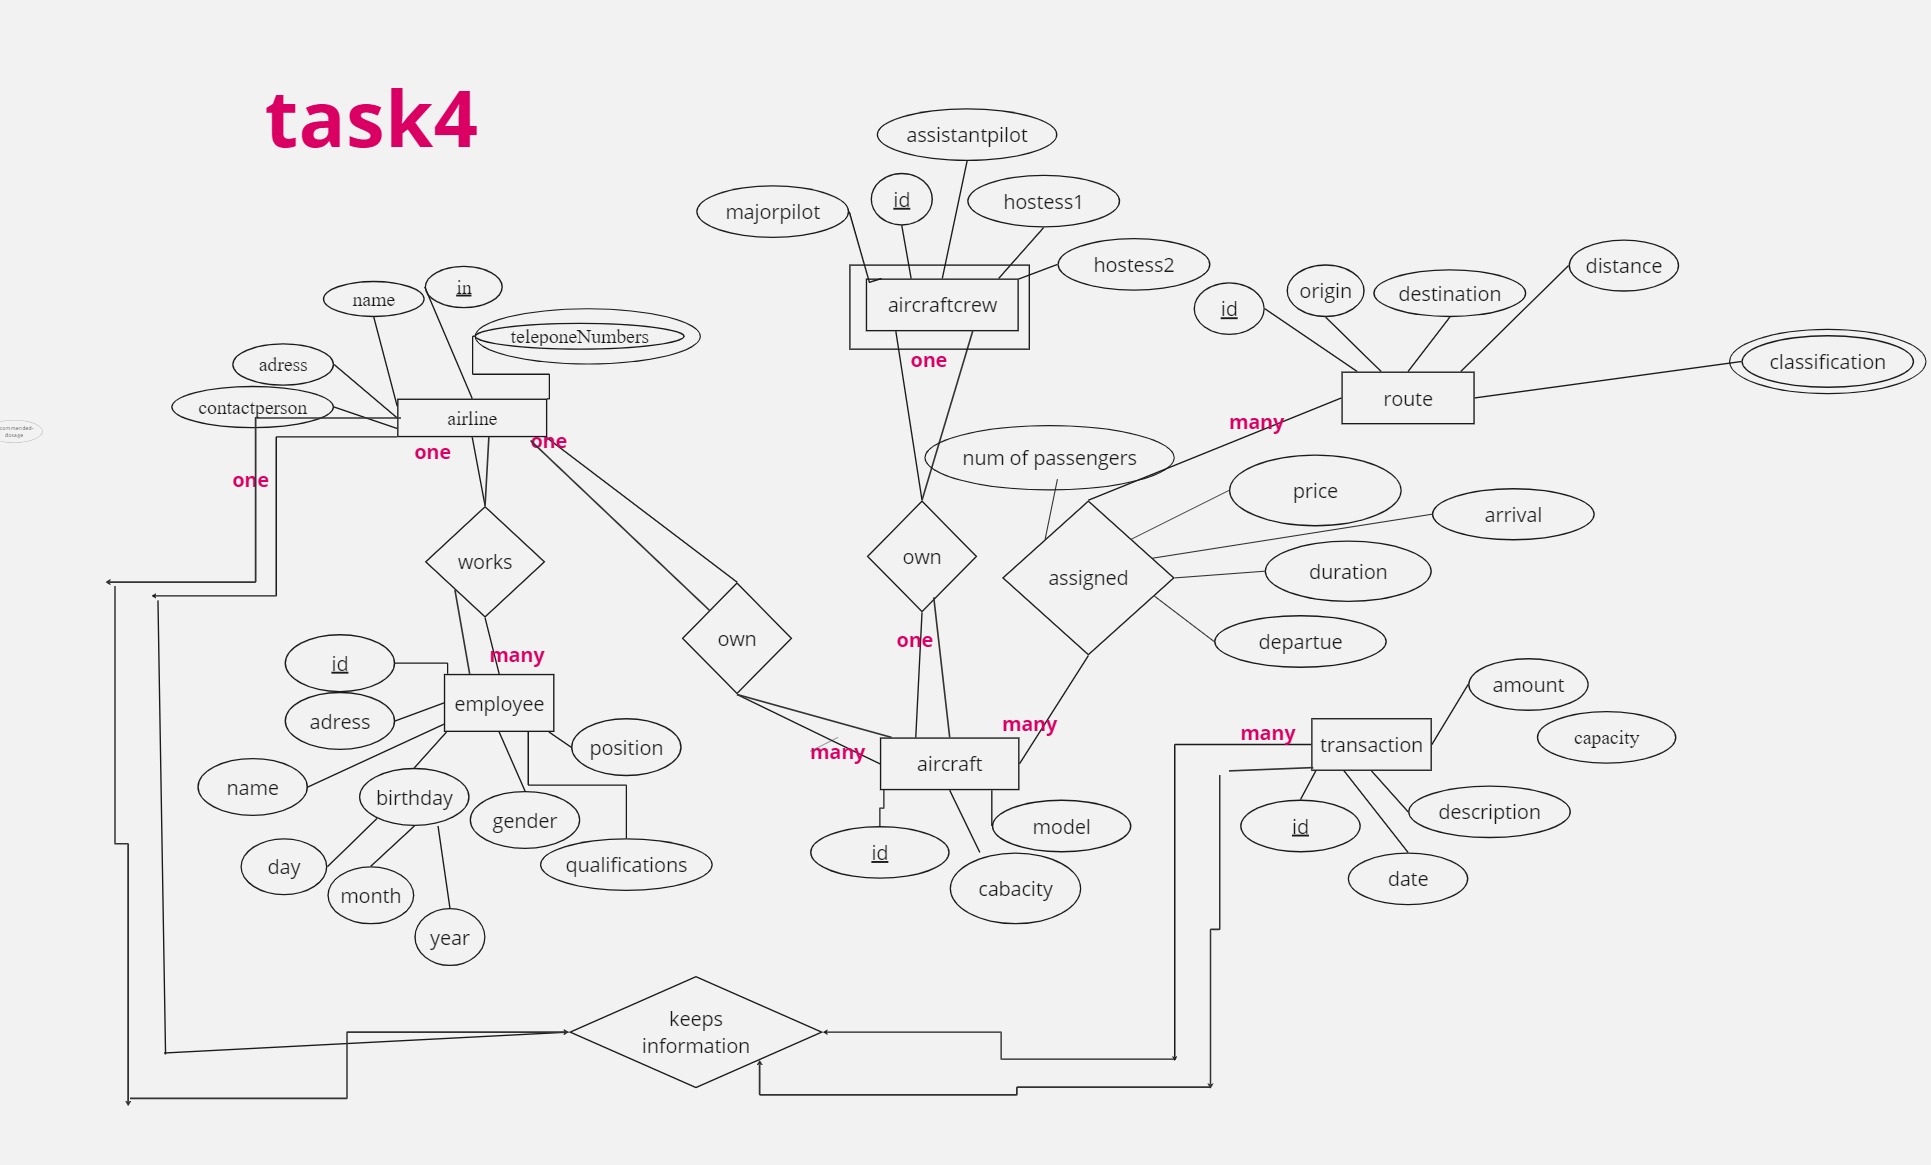 task4
assistantpilot
majorpilot
id
hostess1
hostess2
aircraftcrew
one
in
name
teleponeNumbers
adress
contactperson
airline
one
one
one
id
origin
destination
distance
classification
route
many
num of passengers
price
arrival
assigned
duration
departue
own
one
works
own
many
id
adress
employee
position
name
birthday
gender
qualifications
day
month
year
many
many
aircraft
id
model
cabacity
many
transaction
amount
capacity
description
id
date
keeps
information
dosage